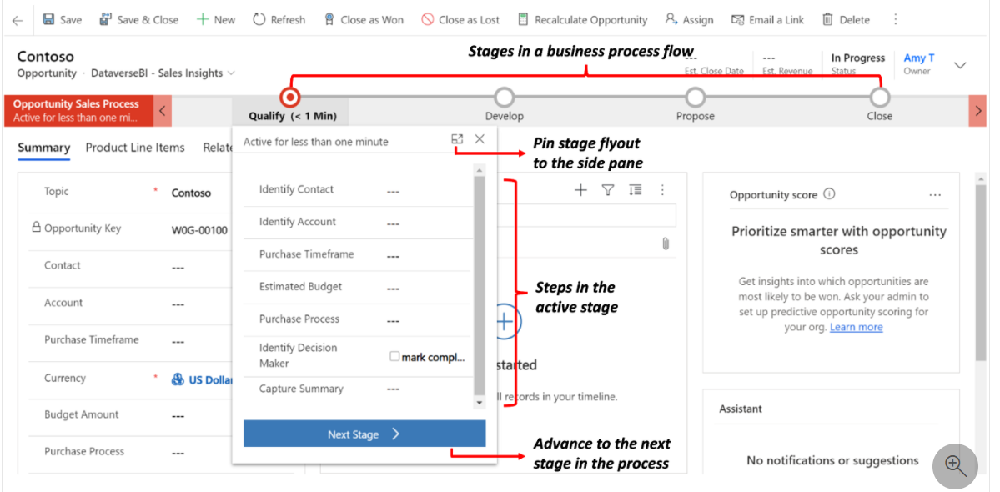 Save
Save & Close
New
Refresh
Close as Won
Close as Lost
Recalculate Opportunity
Assign
Email a Link
Delete
Contoso
Opportunity · DataverseBI - Sales Insights
Stages in a business process flow
---
Est. Close Date
---
Est. Revenue
In Progress
Status
Amy T
Owner
Opportunity Sales Process
Active for less than one mi...
Qualify (< 1 Min)
Develop
Propose
Close
Summary
Product Line Items
Relate
Active for less than one minute
Pin stage flyout
to the side pane
Topic * Contoso
Opportunity Key W0G-00100
Contact ---
Account ---
Purchase Timeframe ---
Currency * US Dolla
Budget Amount ---
Purchase Process ---
Identify Contact ---
Identify Account ---
Purchase Timeframe ---
Estimated Budget ---
Purchase Process ---
Identify Decision
Maker
mark compl...
Capture Summary ---
Next Stage
Steps in the
active stage
started
ll records in your timeline.
Advance to the next
stage in the process
Opportunity score
...
Prioritize smarter with opportunity
scores
Get insights into which opportunities are
most likely to be won. Ask your admin to
set up predictive opportunity scoring for
your org. Learn more
Assistant
No notifications or suggestions